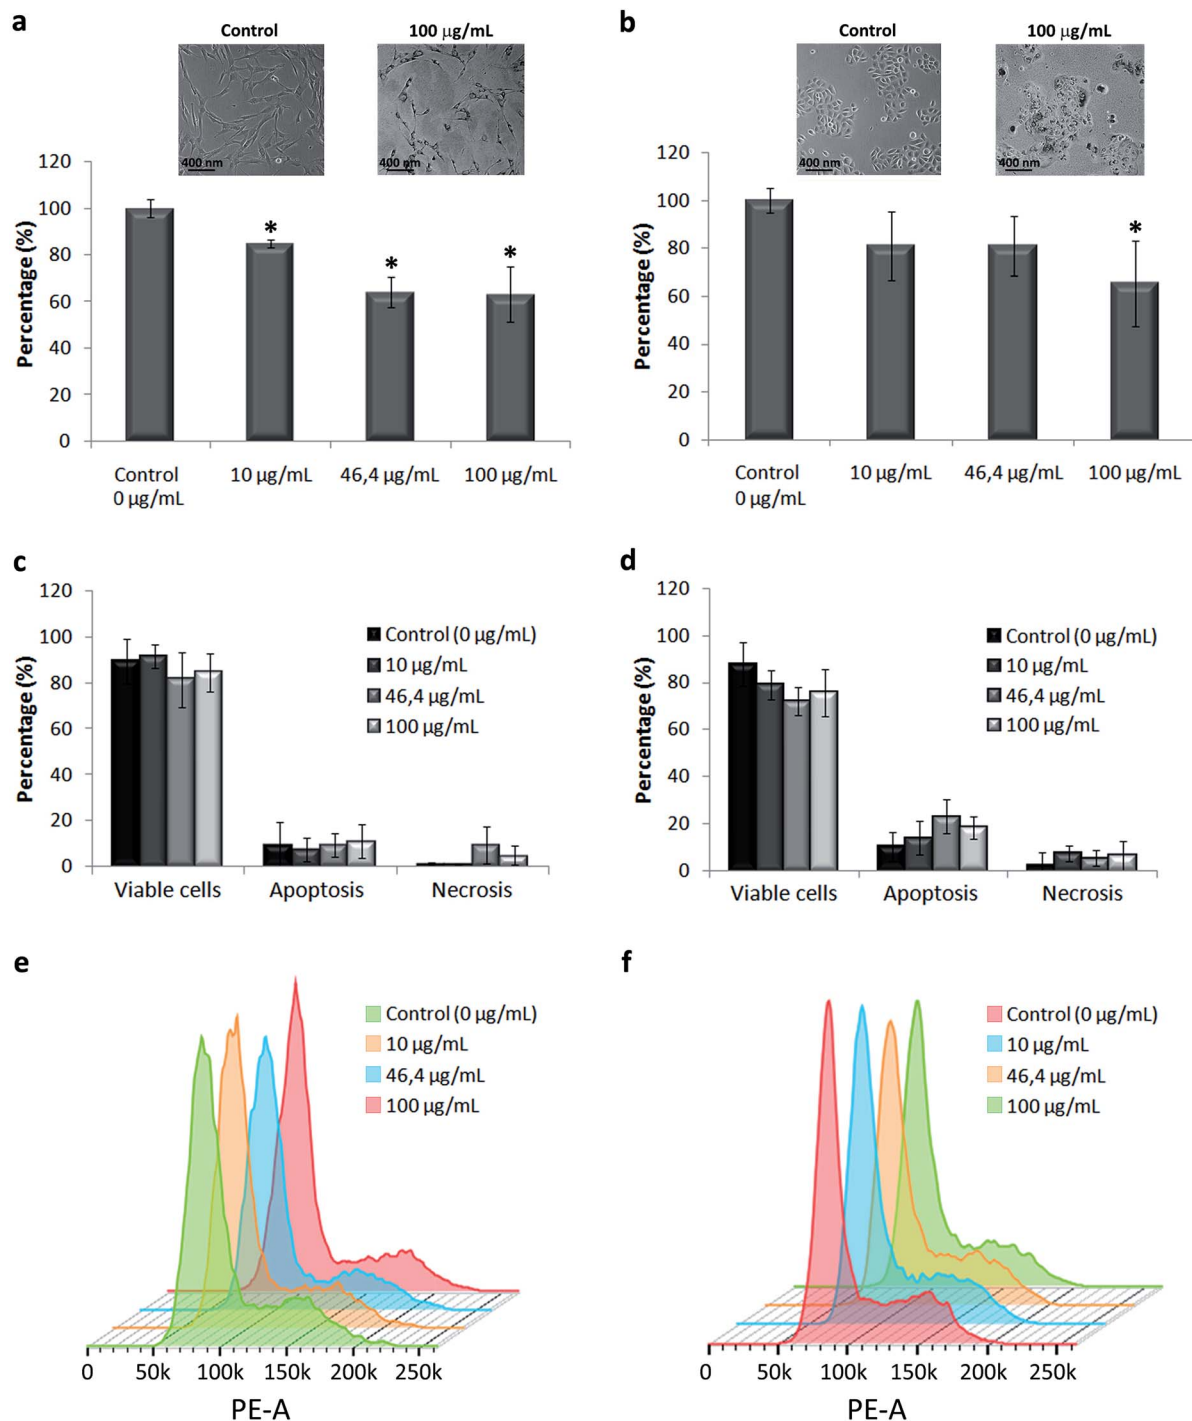 a
Control
100 µg/mL
400 nm
400 nm
Percentage (%)
120
100
80
60
40
20
0
*
*
*
Control
0 µg/mL
10 µg/mL
46,4 µg/mL
100 µg/mL
b
Control
100 µg/mL
400 nm
400 nm
Percentage (%)
120
100
80
60
40
20
0
*
Control
0 µg/mL
10 µg/mL
46,4 µg/mL
100 µg/mL
c
Percentage (%)
120
100
80
60
40
20
0
Control (0 µg/mL)
10 µg/mL
46,4 µg/mL
100 µg/mL
Viable cells
Apoptosis
Necrosis
d
Percentage (%)
120
100
80
60
40
20
0
Control (0 µg/mL)
10 µg/mL
46,4 µg/mL
100 µg/mL
Viable cells
Apoptosis
Necrosis
e
Control (0 µg/mL)
10 µg/mL
46,4 µg/mL
100 µg/mL
0
50k
100k
150k
200k
250k
PE-A
f
Control (0 µg/mL)
10 µg/mL
46,4 µg/mL
100 µg/mL
0
50k
100k
150k
200k
250k
PE-A